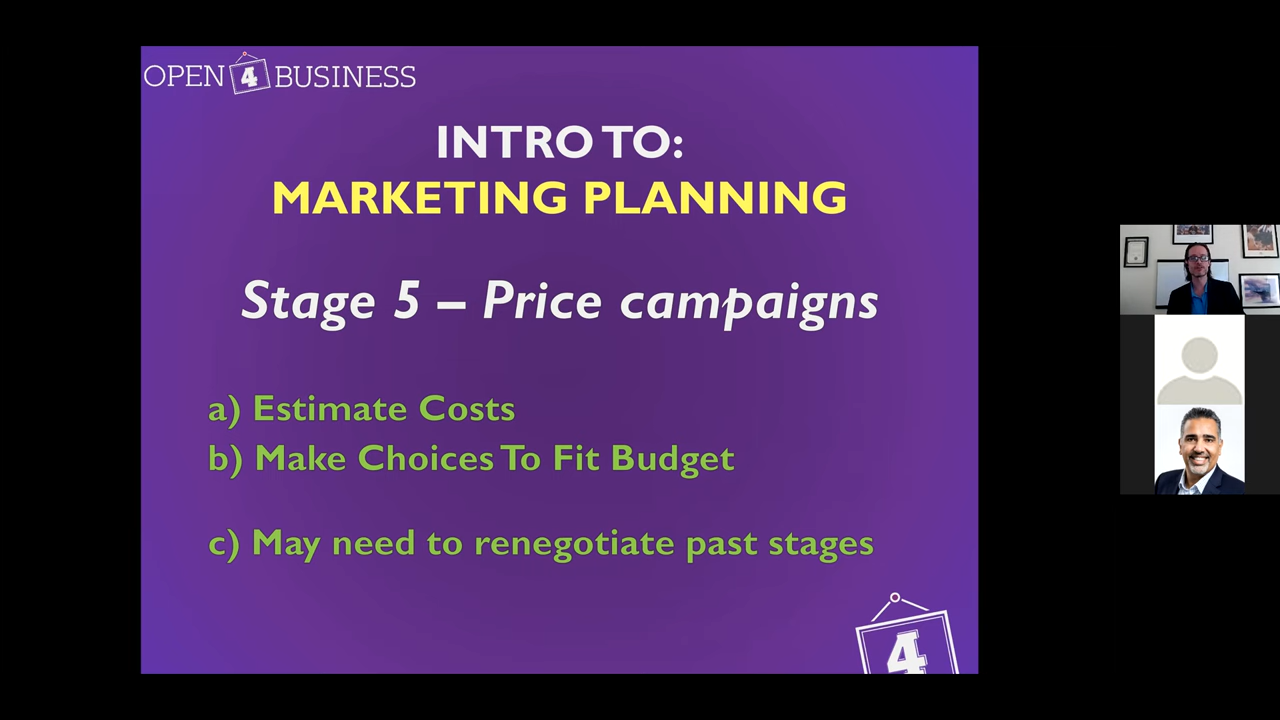 OPEN 4 BUSINESS
INTRO TO:
MARKETING PLANNING
Stage 5 – Price campaigns
a) Estimate Costs
b) Make Choices To Fit Budget
c) May need to renegotiate past stages
4